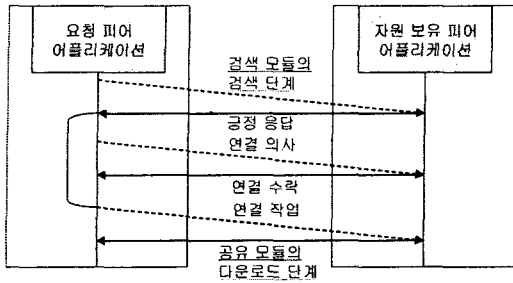 요청 피어
어플리케이션
자원 보유 피어
어플리케이션
검색 모듈의
검색 단계
긍정 응답
연결 의사
연결 수락
연결 작업
공유 모듈의
다운로드 단계